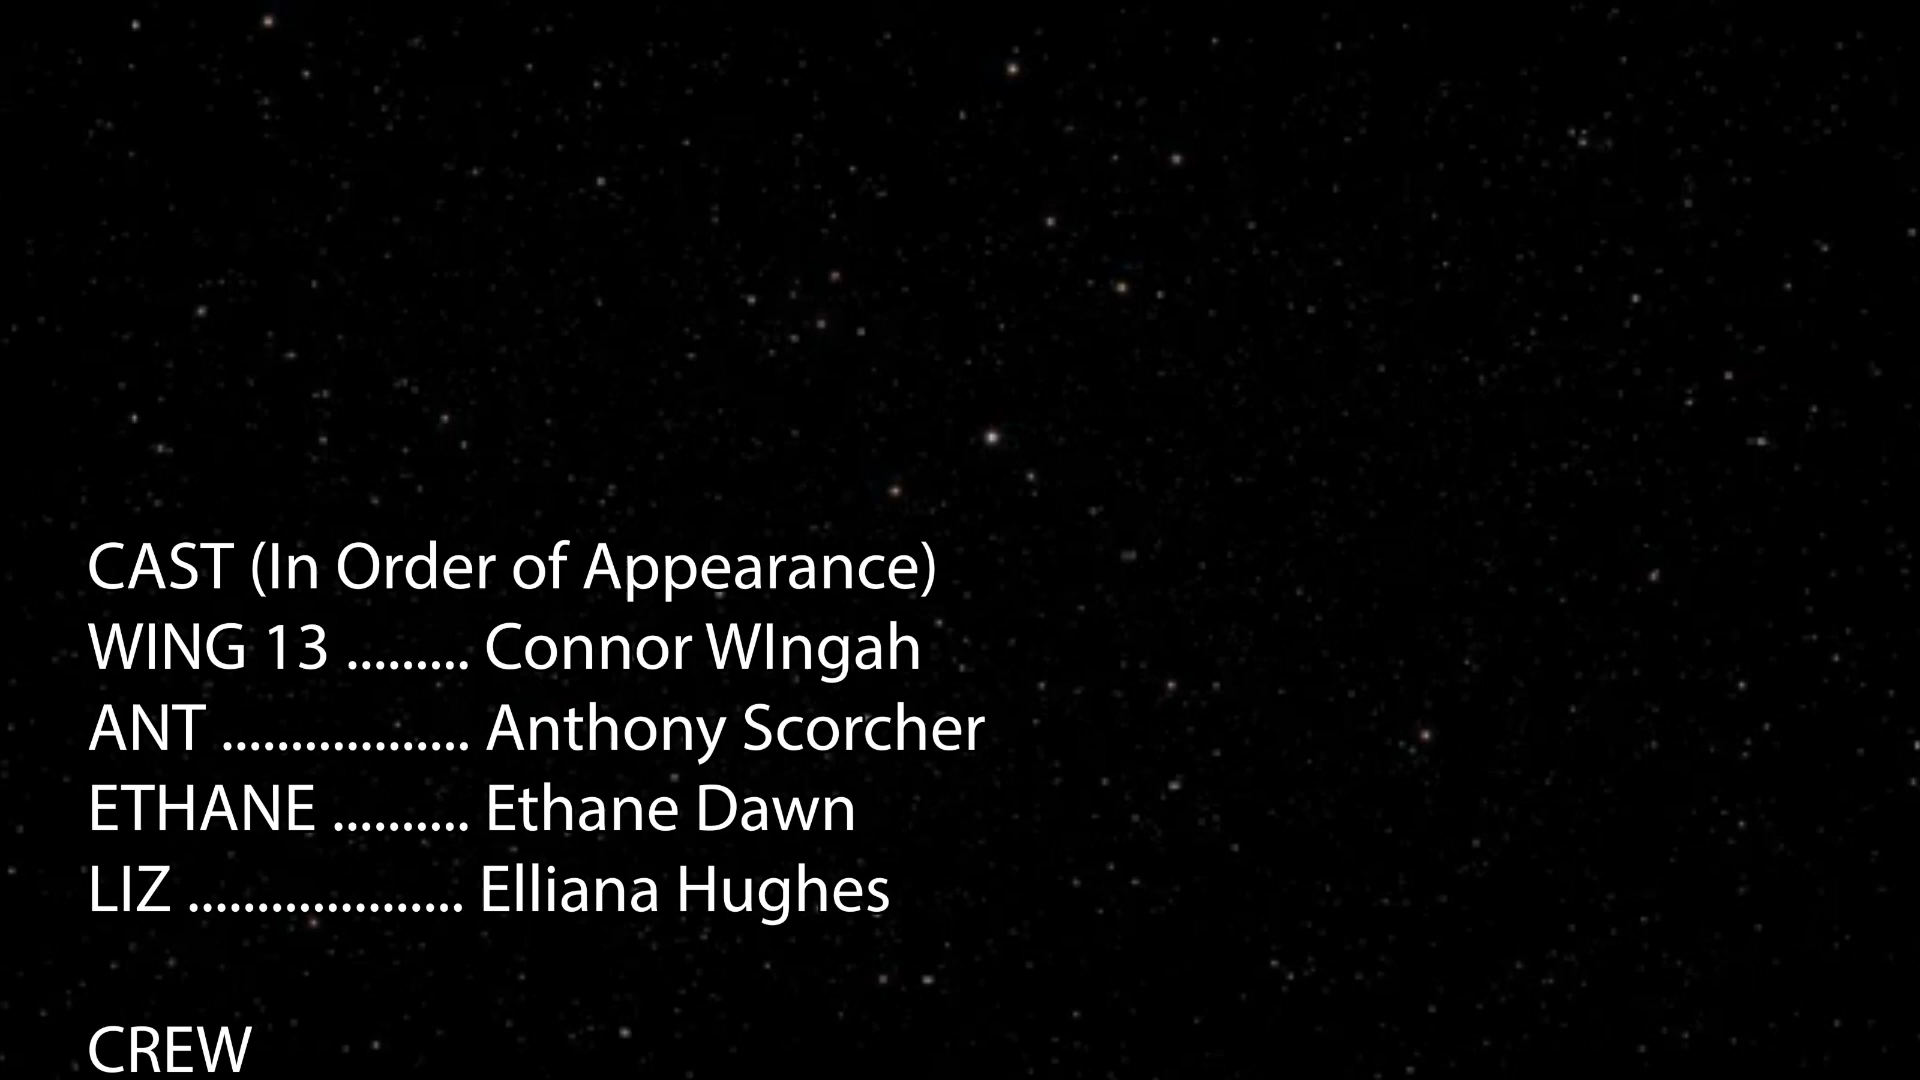 CAST (In Order of Appearance)
WING 13 ......... Connor WIngah
ANT .................. Anthony Scorcher
ETHANE .......... Ethane Dawn
LIZ .................... Elliana Hughes
CREW